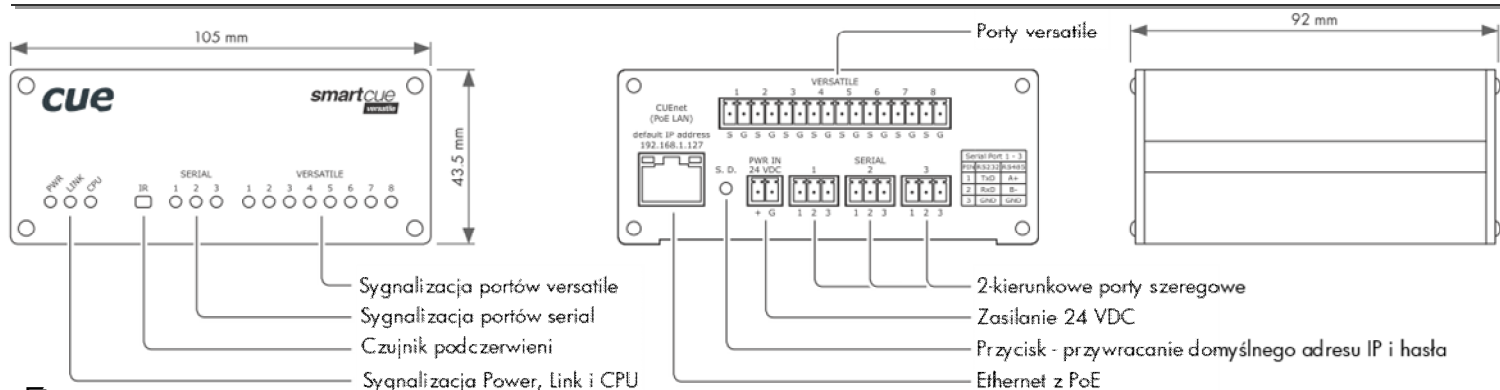 105 mm
cue
smartcue
versatile
43.5 mm
PWR LINK CPU
IR
SERIAL
1 2 3
VERSATILE
1 2 3 4 5 6 7 8
Sygnalizacja portów versatile
Sygnalizacja portów serial
Czujnik podczerwieni
Sygnalizacja Power, Link i CPU
Porty versatile
VERSATILE
1 2 3 4 5 6 7 8
S G S G S G S G S G S G S G S G
CUEnet
(PoE LAN)
default IP address
192.168.1.127
S. D.
PWR IN
24 VDC
+ G
SERIAL
1 2 3
1 2 3 1 2 3 1 2 3
Serial Port 1 - 3
PIN RS232 RS485
1 TxD A+
2 RxD B-
3 GND GND
2-kierunkowe porty szeregowe
Zasilanie 24 VDC
Przycisk - przywracanie domyślnego adresu IP i hasła
Ethernet z PoE
92 mm